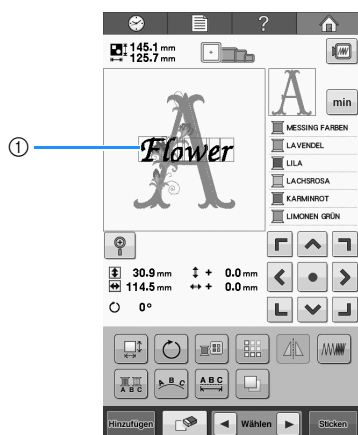 ?
145.1 mm
125.7 mm
A
min
① Flower
MESSING FARBEN
LAVENDEL
LILA
LACHSROSA
KARMINROT
LIMONEN GRÜN
30.9 mm + 0.0 mm
114.5 mm + 0.0 mm
0°
A B C
A B C
A B C
Hinzufügen
Wählen
Sticken